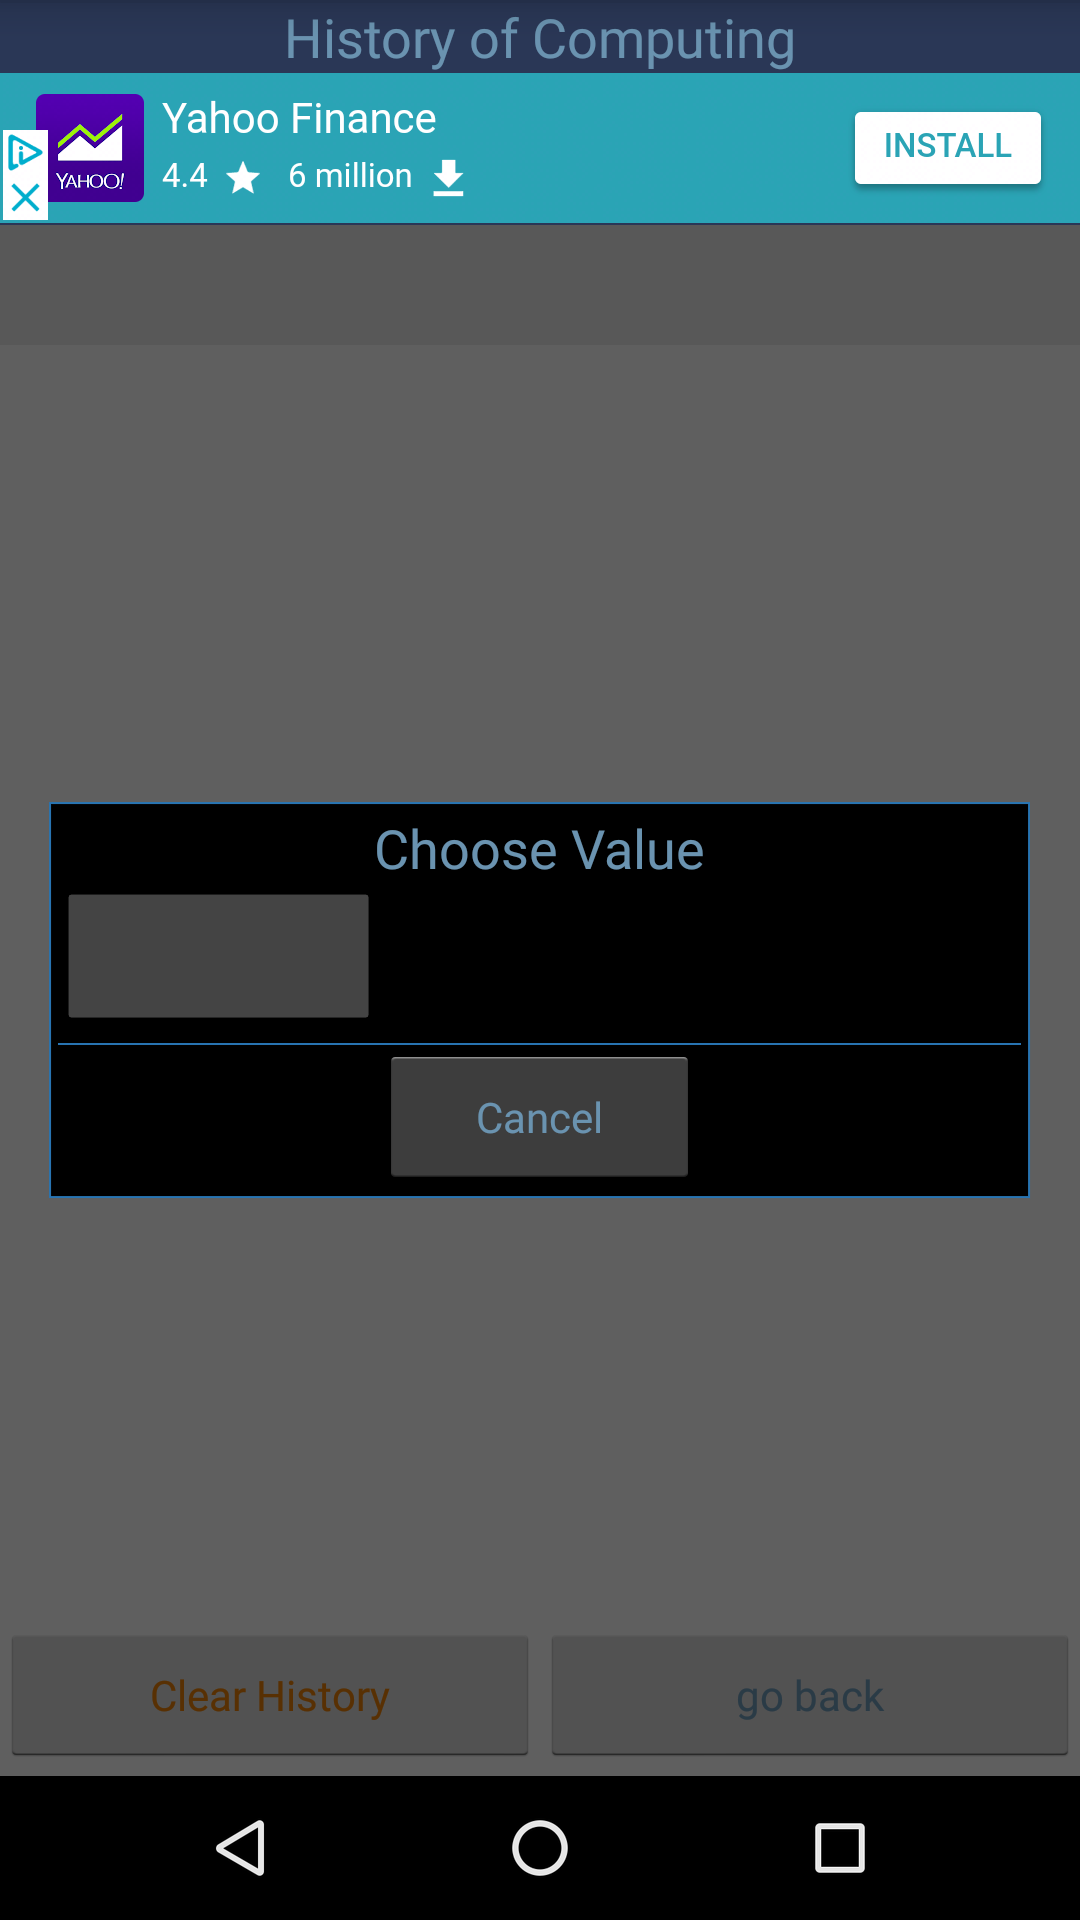 History of Computing
Yahoo Finance
4.4 6 million
INSTALL
YAHOO!
Choose Value
Cancel
Clear History
go back